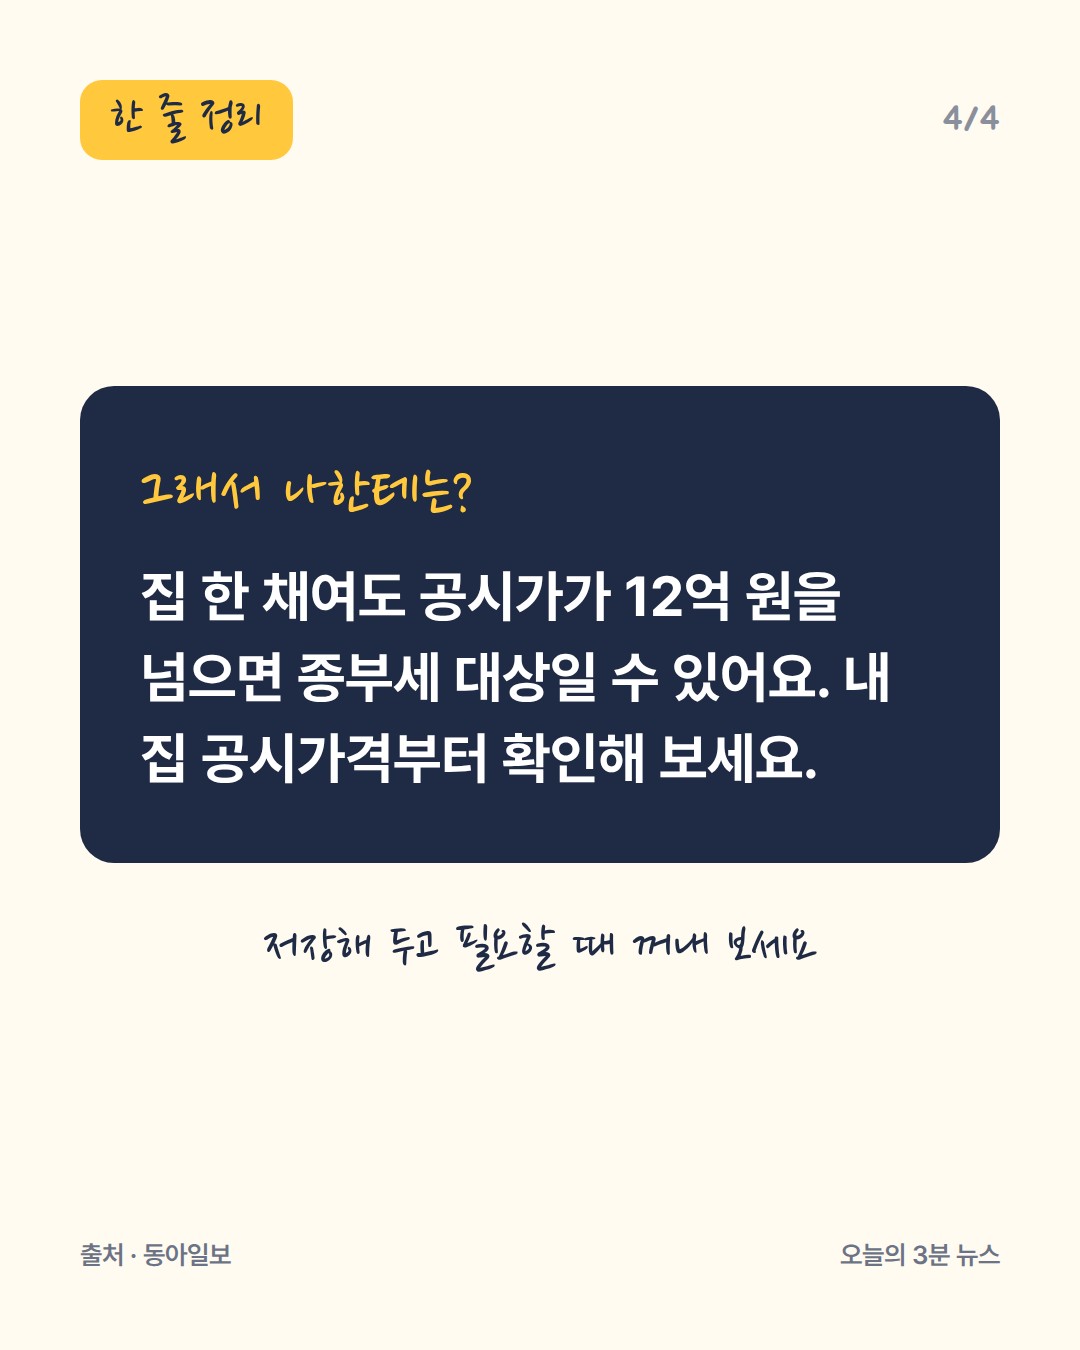 한 줄 정리
4/4
그래서 나한테는?
집 한 채여도 공시가가 12억 원을
넘으면 종부세 대상일 수 있어요. 내
집 공시가격부터 확인해 보세요.
저장해 두고 필요할 때 꺼내 보세요
출처 · 동아일보
오늘의 3분 뉴스